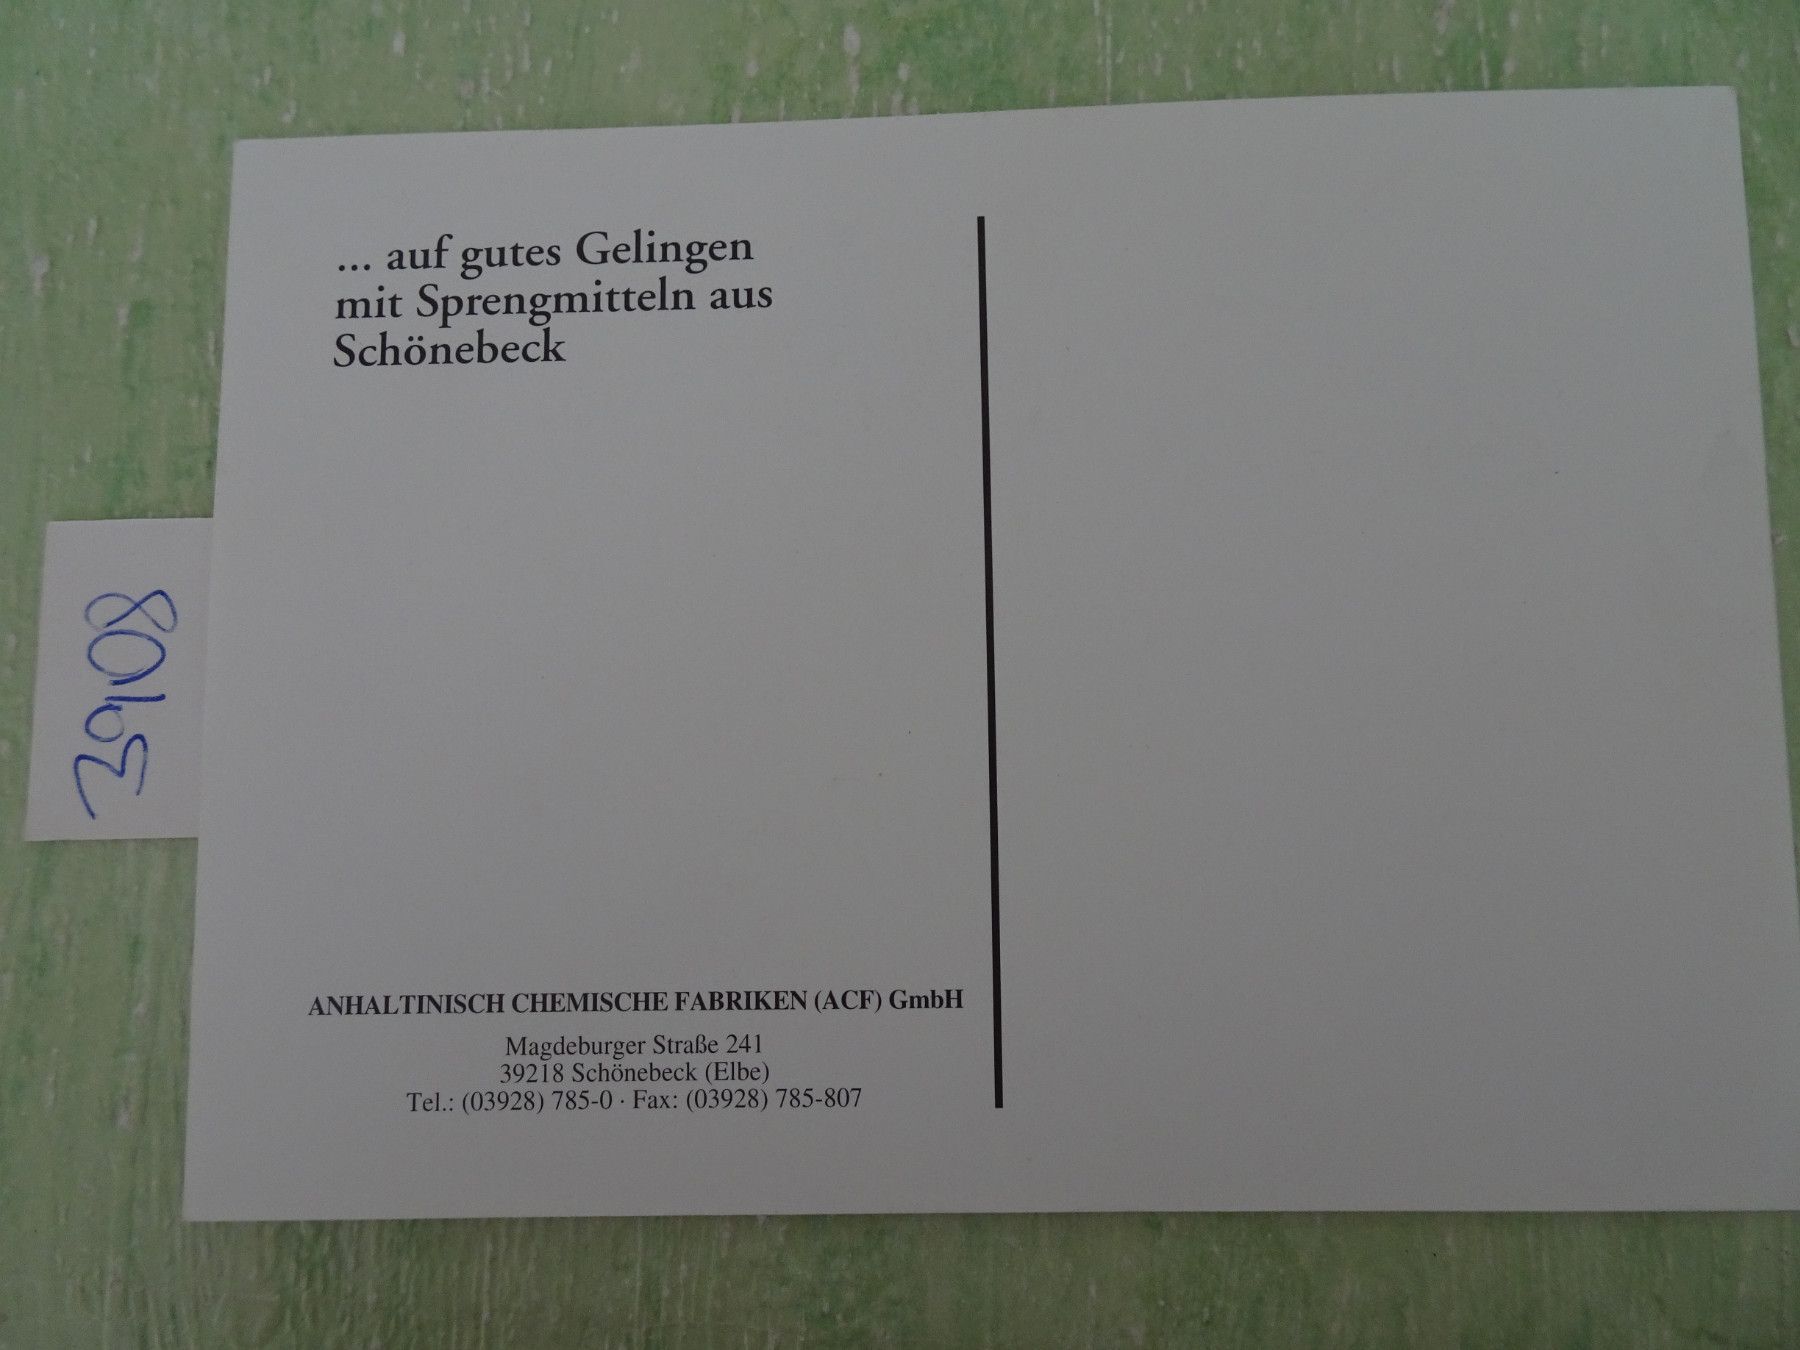 ... auf gutes Gelingen
mit Sprengmitteln aus
Schönebeck
3908
ANHALTINISCH CHEMISCHE FABRIKEN (ACF) GmbH
Magdeburger Straße 241
39218 Schönebeck (Elbe)
Tel.: (03928) 785-0 · Fax: (03928) 785-807